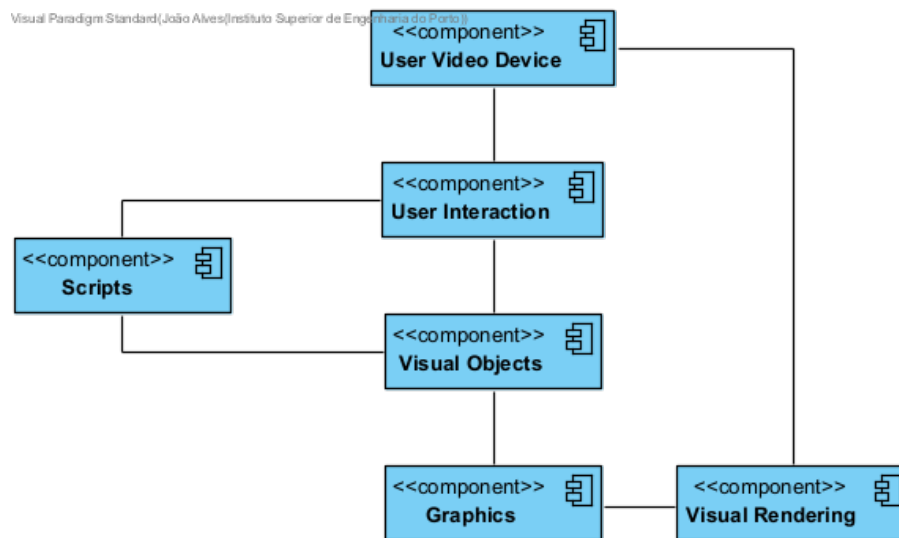 Visual Paradigm Standard(João Alves(Instituto Superior de Engenharia do Porto))
<<component>>
User Video Device
<<component>>
User Interaction
<<component>>
Scripts
<<component>>
Visual Objects
<<component>>
Graphics
<<component>>
Visual Rendering